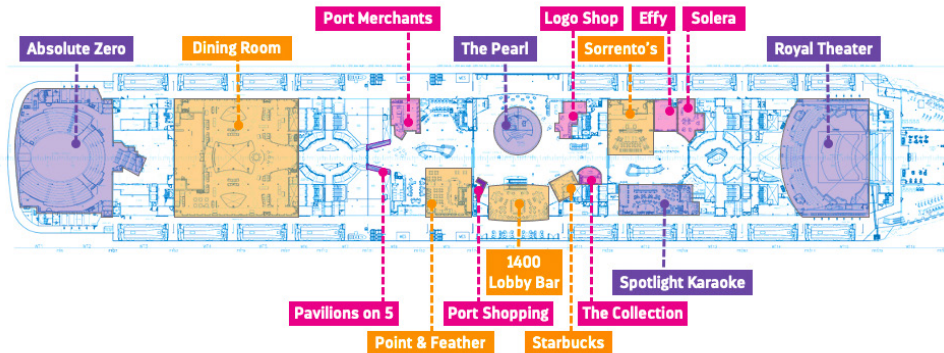 Port Merchants
Logo Shop
Effy
Solera
Absolute Zero
Dining Room
The Pearl
Sorrento's
Royal Theater
1400
Lobby Bar
Spotlight Karaoke
Pavilions on 5
Port Shopping
The Collection
Point & Feather
Starbucks